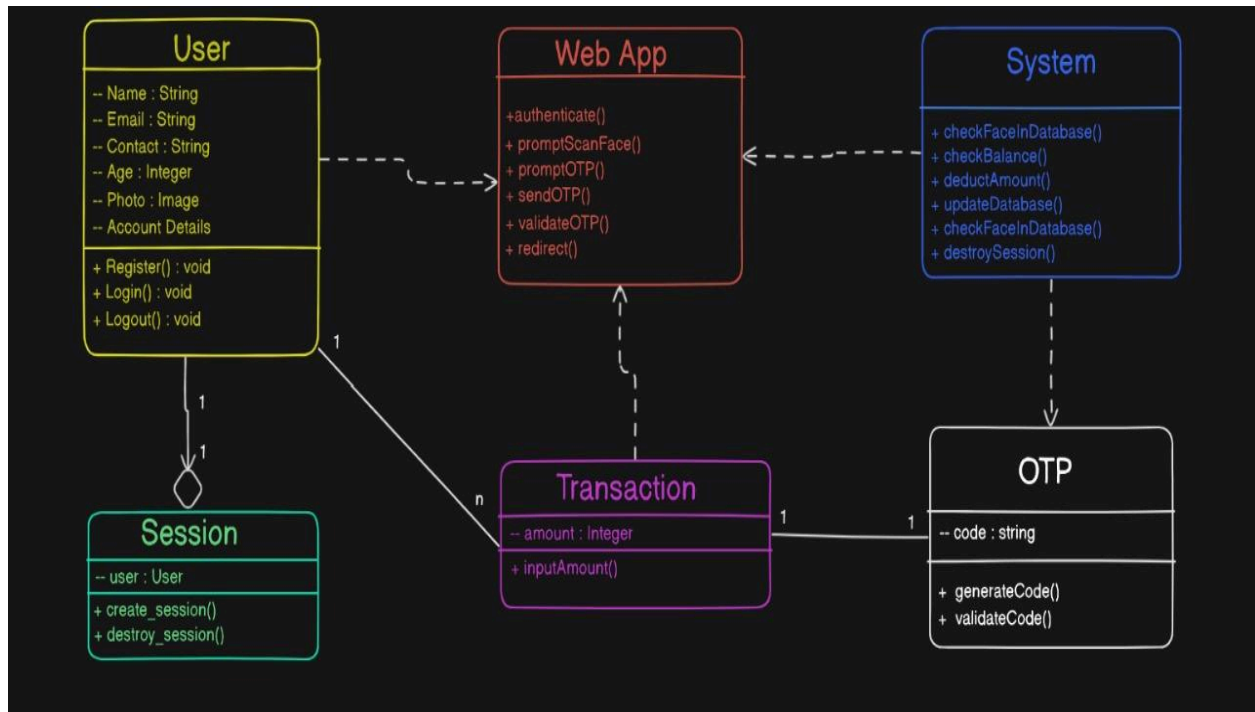 User
-- Name : String
-- Email : String
-- Contact : String
-- Age : Integer
-- Photo : Image
-- Account Details
+ Register() : void
+ Login() : void
+ Logout() : void
Web App
+authenticate()
+ promptScanFace()
+ promptOTP()
+ sendOTP()
+ validateOTP()
+ redirect()
System
+ checkFaceInDatabase()
+ checkBalance()
+ deductAmount()
+ updateDatabase()
+ checkFaceInDatabase()
+ destroySession()
1
1
1
n
Session
-- user : User
+ create_session()
+ destroy_session()
Transaction
-- amount : Integer
+ inputAmount()
1
1
OTP
-- code : string
+ generateCode()
+ validateCode()